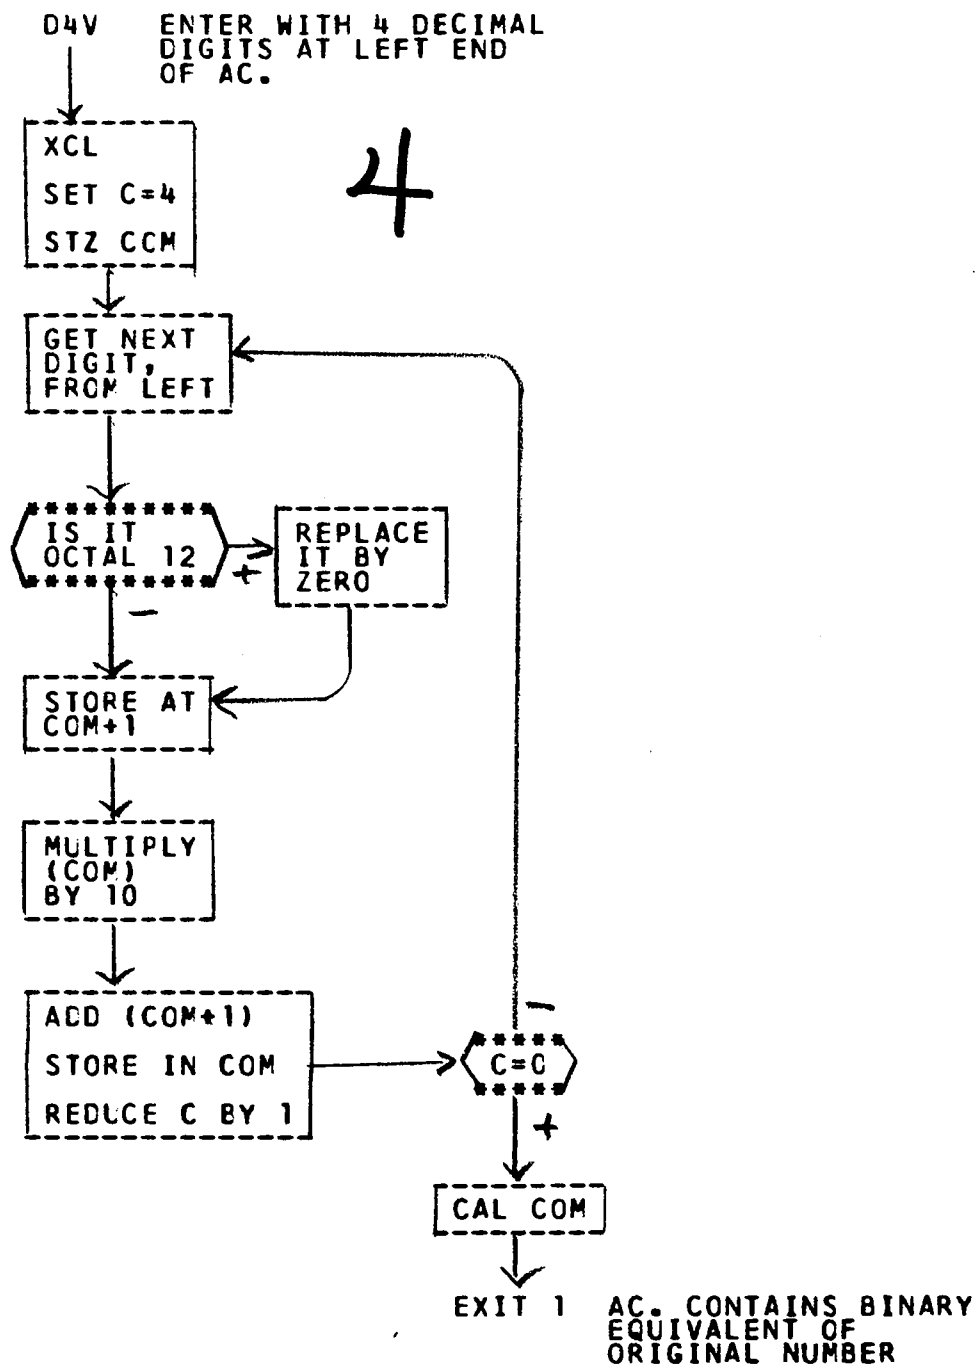 D4V ENTER WITH 4 DECIMAL
DIGITS AT LEFT END
OF AC.
4
XCL
SET C=4
STZ COM
GET NEXT
DIGIT,
FROM LEFT
**********
IS IT
OCTAL 12
**********
+
REPLACE
IT BY
ZERO
-
STORE AT
COM+1
MULTIPLY
(COM)
BY 10
ADD (COM+1)
STORE IN COM
REDUCE C BY 1
-
*****
C=0
*****
+
CAL COM
EXIT 1 AC. CONTAINS BINARY
EQUIVALENT OF
ORIGINAL NUMBER